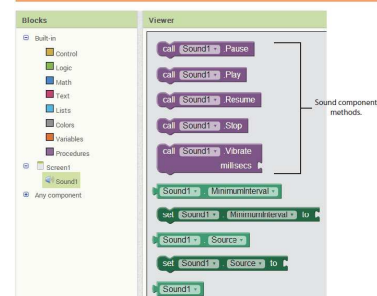 Blocks
Built-in
Control
Logic
Math
Text
Lists
Colors
Variables
Procedures
Screen1
Sound1
Any component
Viewer
call Sound1 .Pause
call Sound1 .Play
call Sound1 .Resume
call Sound1 .Stop
call Sound1 .Vibrate
millisecs
Sound1 . MinimumInterval
set Sound1 . MinimumInterval to
Sound1 . Source
set Sound1 . Source to
Sound1
Sound component
methods.